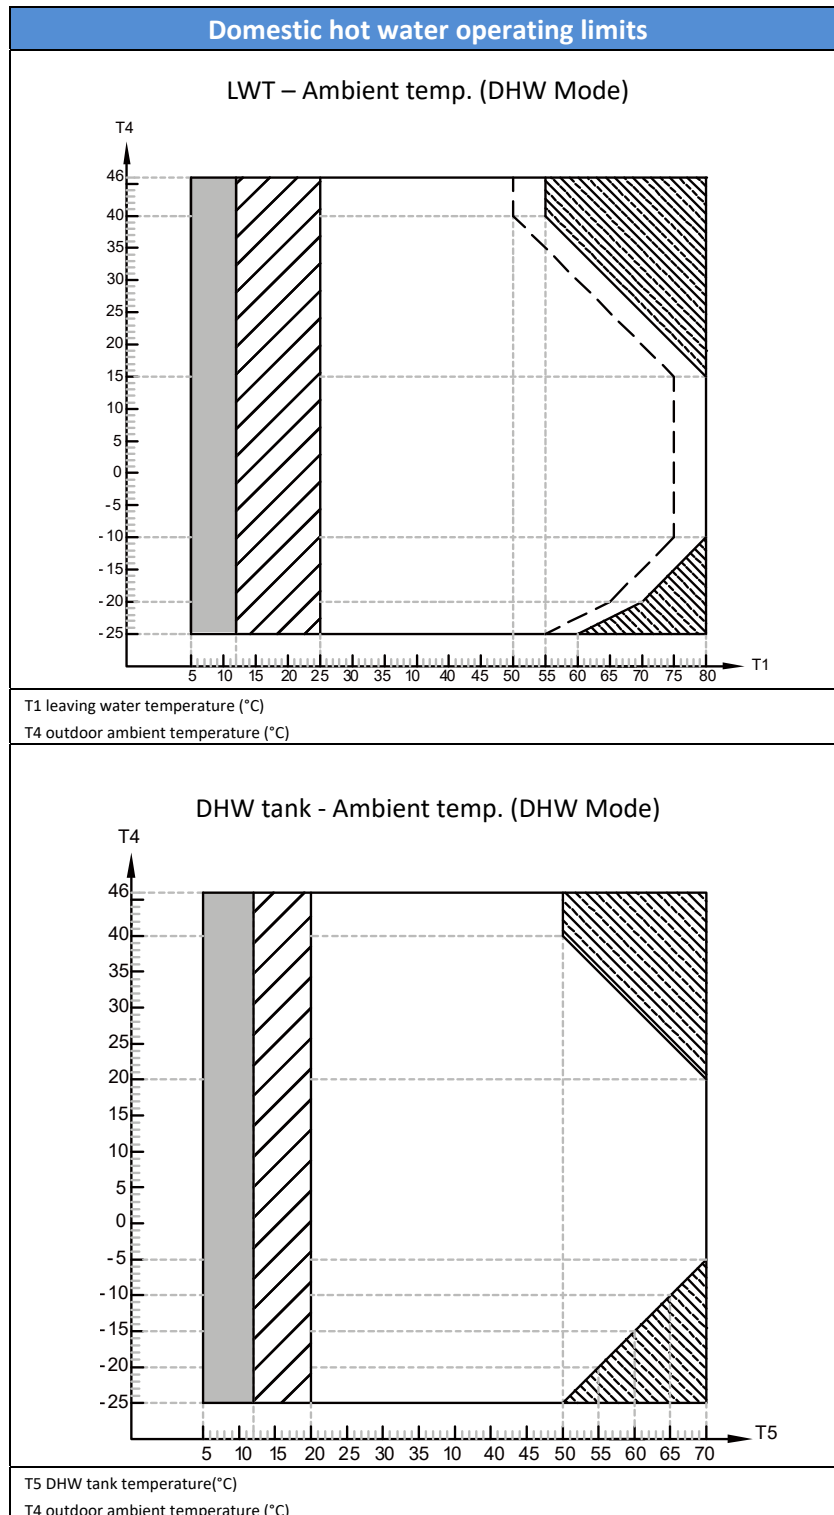 Domestic hot water operating limits
LWT – Ambient temp. (DHW Mode)
T4
46
40
35
30
25
20
15
10
5
0
-5
-10
-15
-20
-25
5 10 15 20 25 30 35 10 40 45 50 55 60 65 70 75 80
T1
T1 leaving water temperature (°C)
T4 outdoor ambient temperature (°C)
DHW tank - Ambient temp. (DHW Mode)
T4
46
40
35
30
25
20
15
10
5
0
-5
-10
-15
-20
-25
5 10 15 20 25 30 35 10 40 45 50 55 60 65 70
T5
T5 DHW tank temperature(°C)
T4 outdoor ambient temperature (°C)